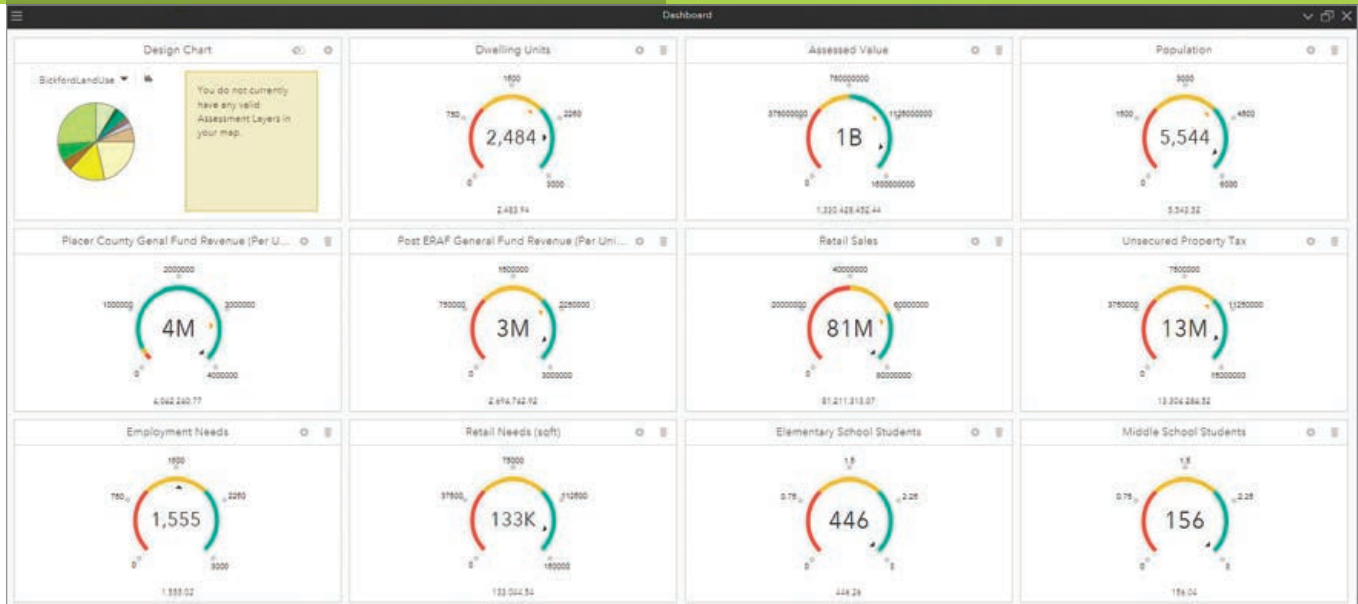 Dashboard
Design Chart
BickfordLandUse
You do not currently
have any valid
Assessment Layers in
your map.
Dwelling Units
1500
750
2250
2,484
0
3000
2,483.94
Assessed Value
750000000
375000000
1125000000
1B
0
1500000000
1,330,428,452.44
Population
3000
1500
4500
5,544
0
6000
5,543.52
Placer County Genal Fund Revenue (Per U...
2000000
1000000
3000000
4M
0
4000000
4,062,260.77
Post ERAF General Fund Revenue (Per Uni...
1500000
750000
2250000
3M
0
3000000
2,694,762.92
Retail Sales
40000000
20000000
60000000
81M
0
80000000
81,211,313.07
Unsecured Property Tax
7500000
3750000
11250000
13M
0
15000000
13,304,284.52
Employment Needs
1500
750
2250
1,555
0
3000
1,555.02
Retail Needs (sqft)
75000
37500
112500
133K
0
150000
133,044.54
Elementary School Students
1.5
0.75
2.25
446
0
3
446.26
Middle School Students
1.5
0.75
2.25
156
0
3
156.04